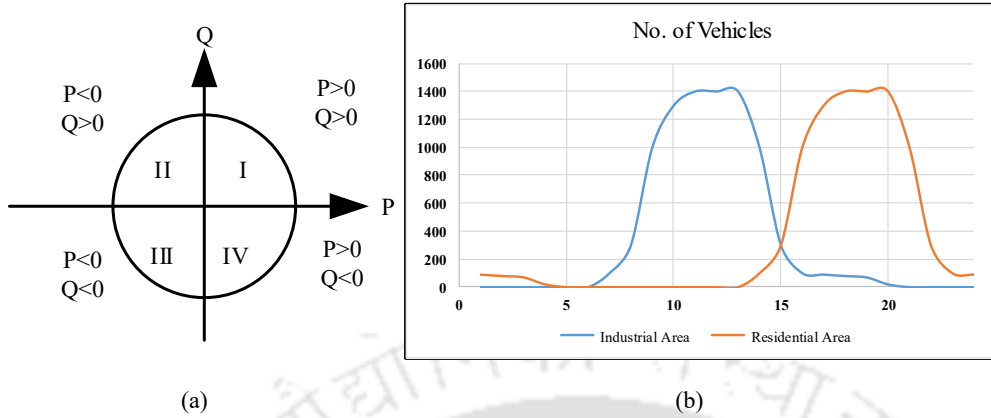 Q
P<0
Q>0
P>0
Q>0
II
I
P
III
IV
P<0
Q<0
P>0
Q<0
(a)
No. of Vehicles
1600
1400
1200
1000
800
600
400
200
0
0
5
10
15
20
Industrial Area
Residential Area
(b)